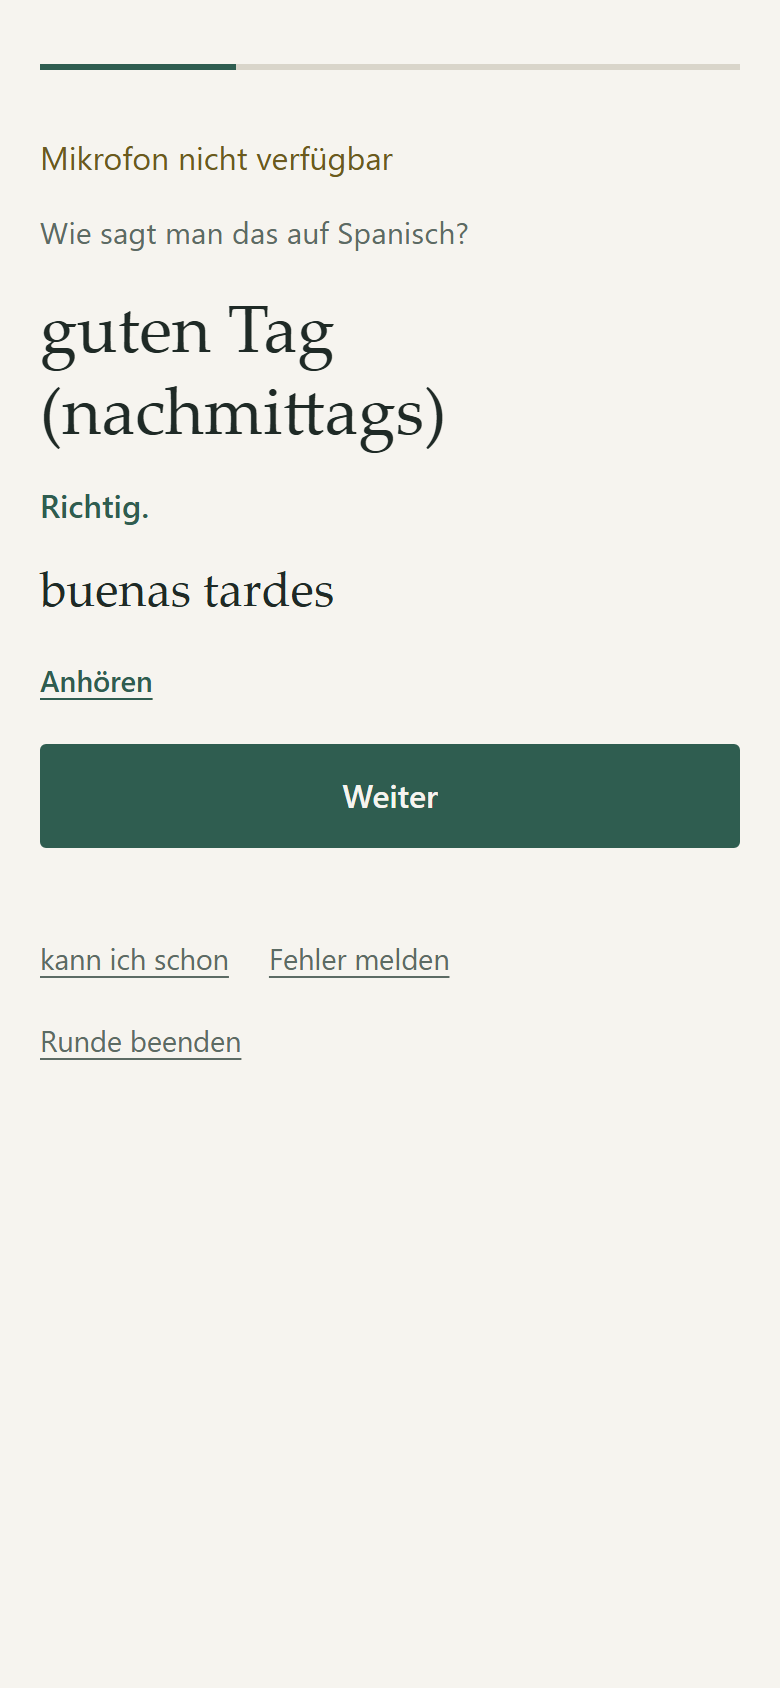 Mikrofon nicht verfügbar
Wie sagt man das auf Spanisch?
guten Tag
(nachmittags)
Richtig.
buenas tardes
Anhören
Weiter
kann ich schon Fehler melden
Runde beenden